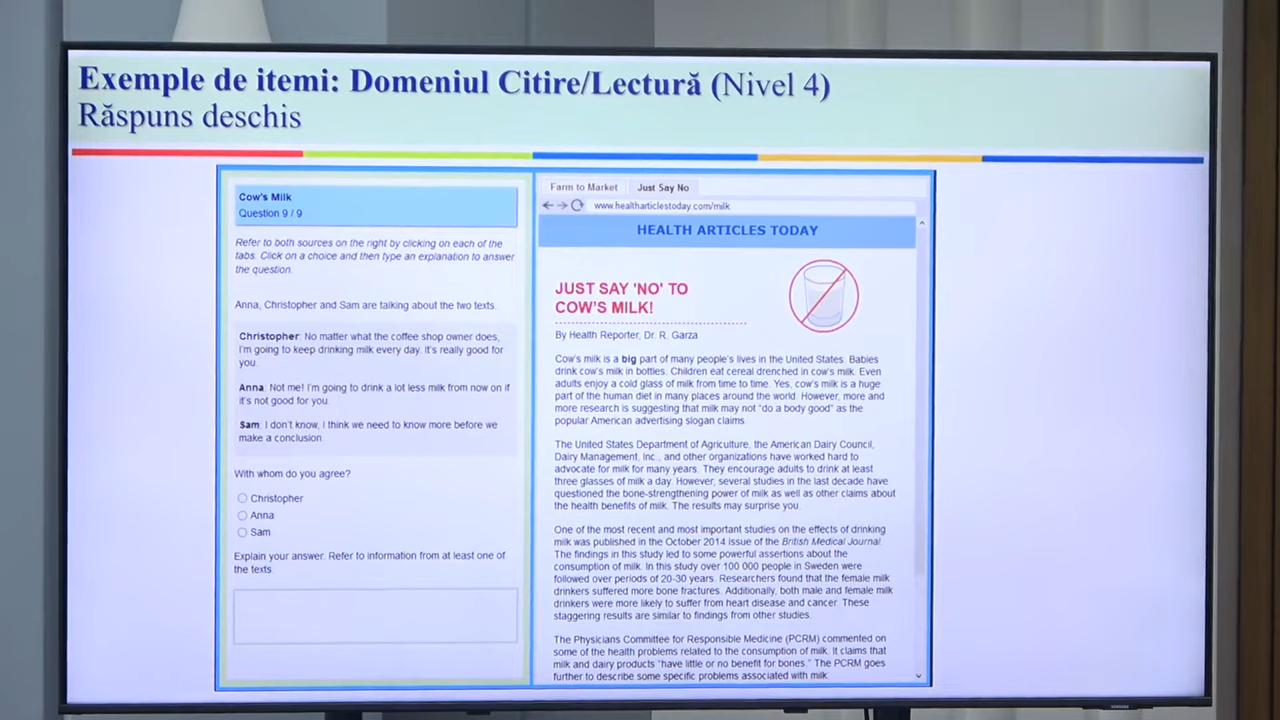 Exemple de itemi: Domeniul Citire/Lectură (Nivel 4)
Răspuns deschis
Cow's Milk
Question 9 / 9
Refer to both sources on the right by clicking on each of the
tabs. Click on a choice and then type an explanation to answer
the question.
Anna, Christopher and Sam are talking about the two texts.
Christopher: No matter what the coffee shop owner does,
I'm going to keep drinking milk every day. It's really good for
you.
Anna: Not me! I'm going to drink a lot less milk from now on if
it's not good for you.
Sam: I don't know, I think we need to know more before we
make a conclusion.
With whom do you agree?
Christopher
Anna
Sam
Explain your answer. Refer to information from at least one of
the texts.
Farm to Market Just Say No
www.healtharticlestoday.com/milk
HEALTH ARTICLES TODAY
JUST SAY 'NO' TO
COW'S MILK!
By Health Reporter, Dr. R. Garza
Cow's milk is a big part of many people's lives in the United States. Babies
drink cow's milk in bottles. Children eat cereal drenched in cow's milk. Even
adults enjoy a cold glass of milk from time to time. Yes, cow's milk is a huge
part of the human diet in many places around the world. However, more and
more research is suggesting that milk may not "do a body good" as the
popular American advertising slogan claims.
The United States Department of Agriculture, the American Dairy Council,
Dairy Management, Inc., and other organizations have worked hard to
advocate for milk for many years. They encourage adults to drink at least
three glasses of milk a day. However, several studies in the last decade have
questioned the bone-strengthening power of milk as well as other claims about
the health benefits of milk. The results may surprise you.
One of the most recent and most important studies on the effects of drinking
milk was published in the October 2014 issue of the British Medical Journal.
The findings in this study led to some powerful assertions about the
consumption of milk. In this study over 100 000 people in Sweden were
followed over periods of 20-30 years. Researchers found that the female milk
drinkers suffered more bone fractures. Additionally, both male and female milk
drinkers were more likely to suffer from heart disease and cancer. These
staggering results are similar to findings from other studies.
The Physicians Committee for Responsible Medicine (PCRM) commented on
some of the health problems related to the consumption of milk. It claims that
milk and dairy products "have little or no benefit for bones." The PCRM goes
further to describe some specific problems associated with milk.
SAMSUNG